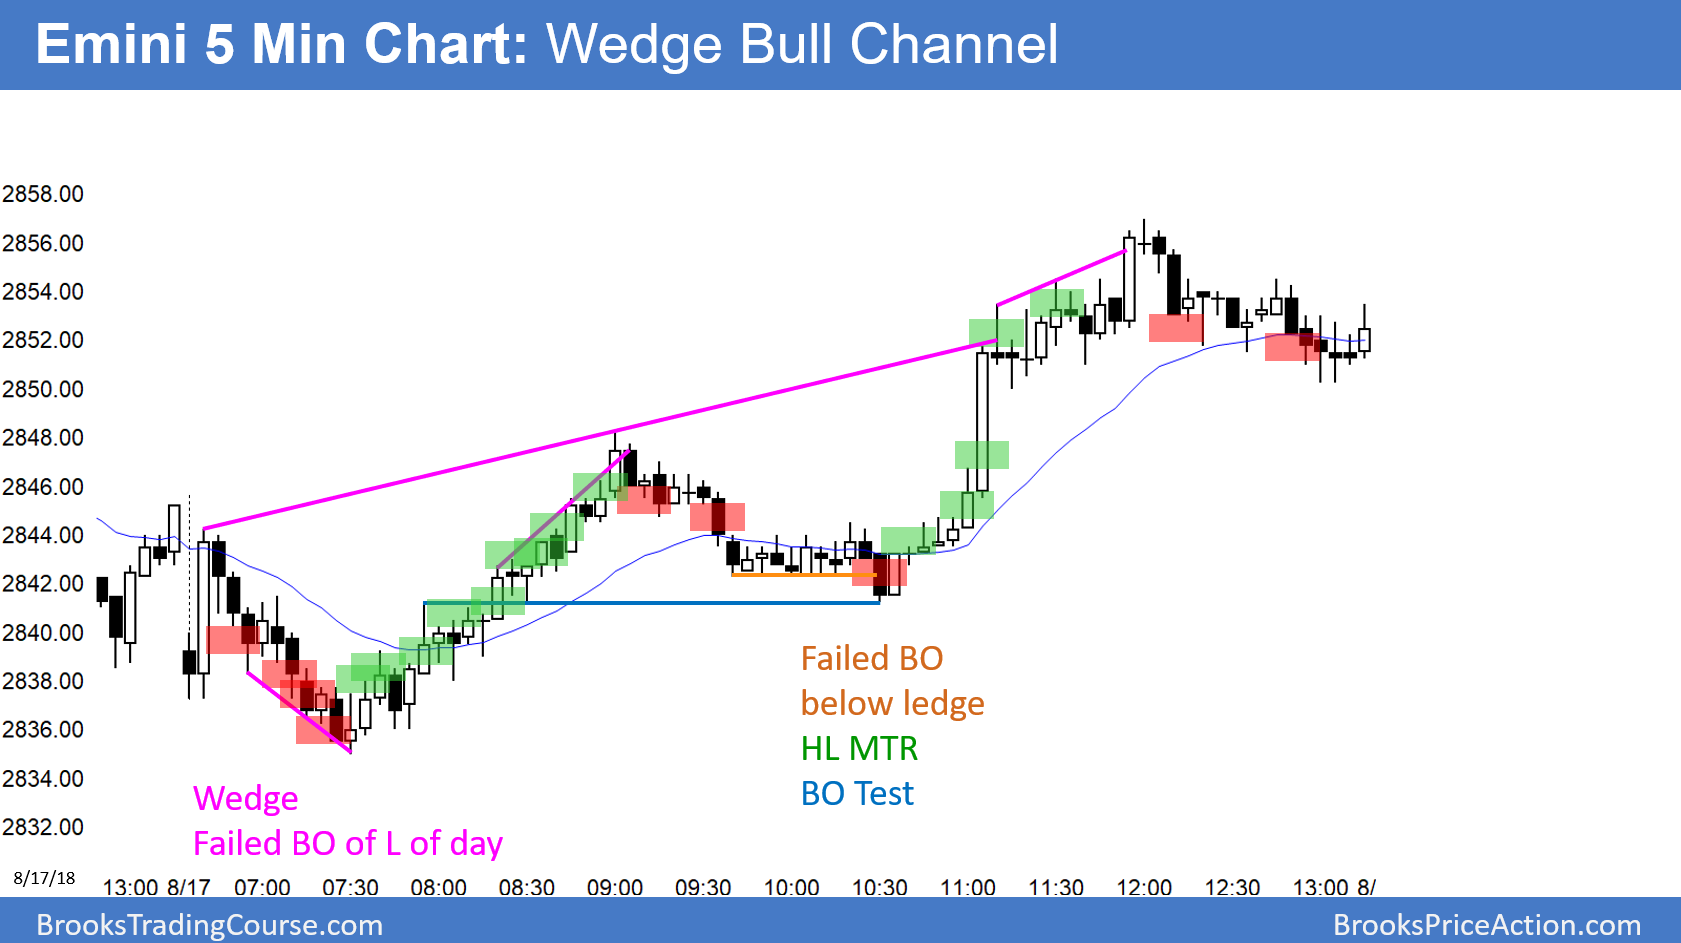 Emini 5 Min Chart: Wedge Bull Channel
2858.00
2856.00
2854.00
2852.00
2850.00
2848.00
2846.00
2844.00
2842.00
2840.00
2838.00
2836.00
2834.00
2832.00
Failed BO
below ledge
HL MTR
BO Test
Wedge
Failed BO of L of day
8/17/18
13:00 8/17 07:00 07:30 08:00 08:30 09:00 09:30 10:00 10:30 11:00 11:30 12:00 12:30 13:00 8/
BrooksTradingCourse.com
BrooksPriceAction.com